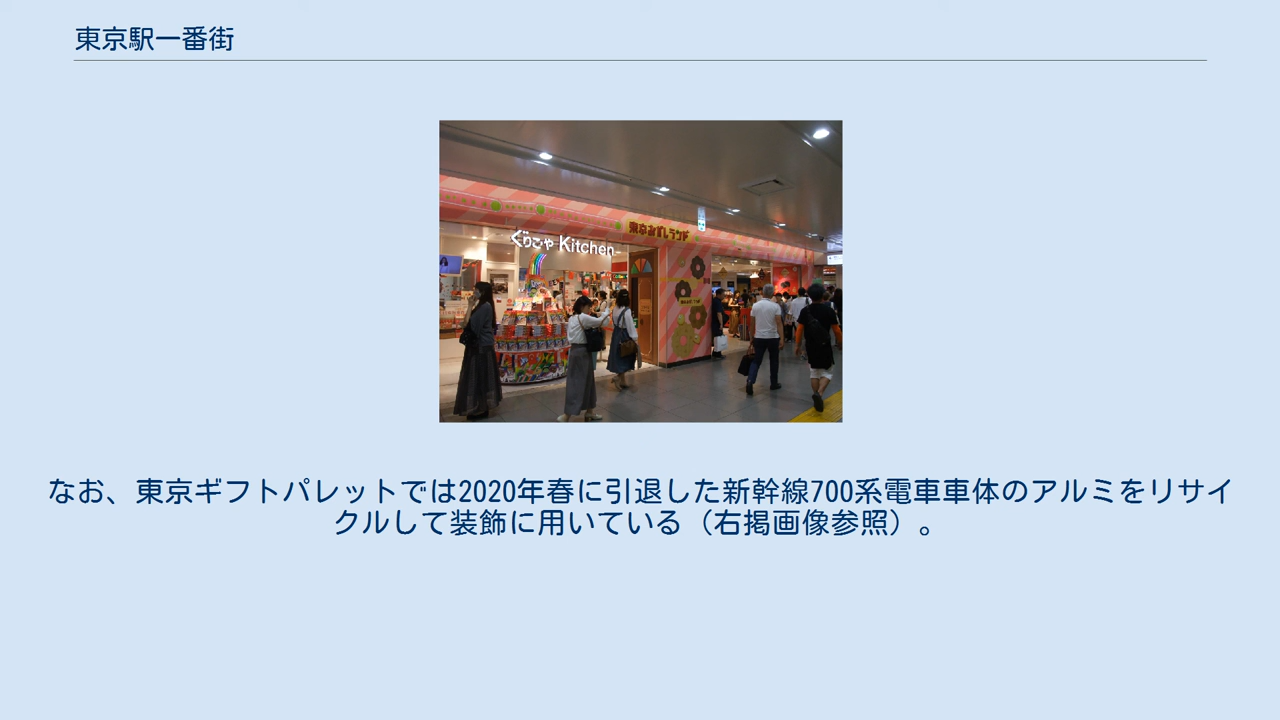 東京駅一番街
ぐりこや Kitchen
東京おかしランド
なお、東京ギフトパレットでは2020年春に引退した新幹線700系電車車体のアルミをリサイ
クルして装飾に用いている（右掲画像参照）。